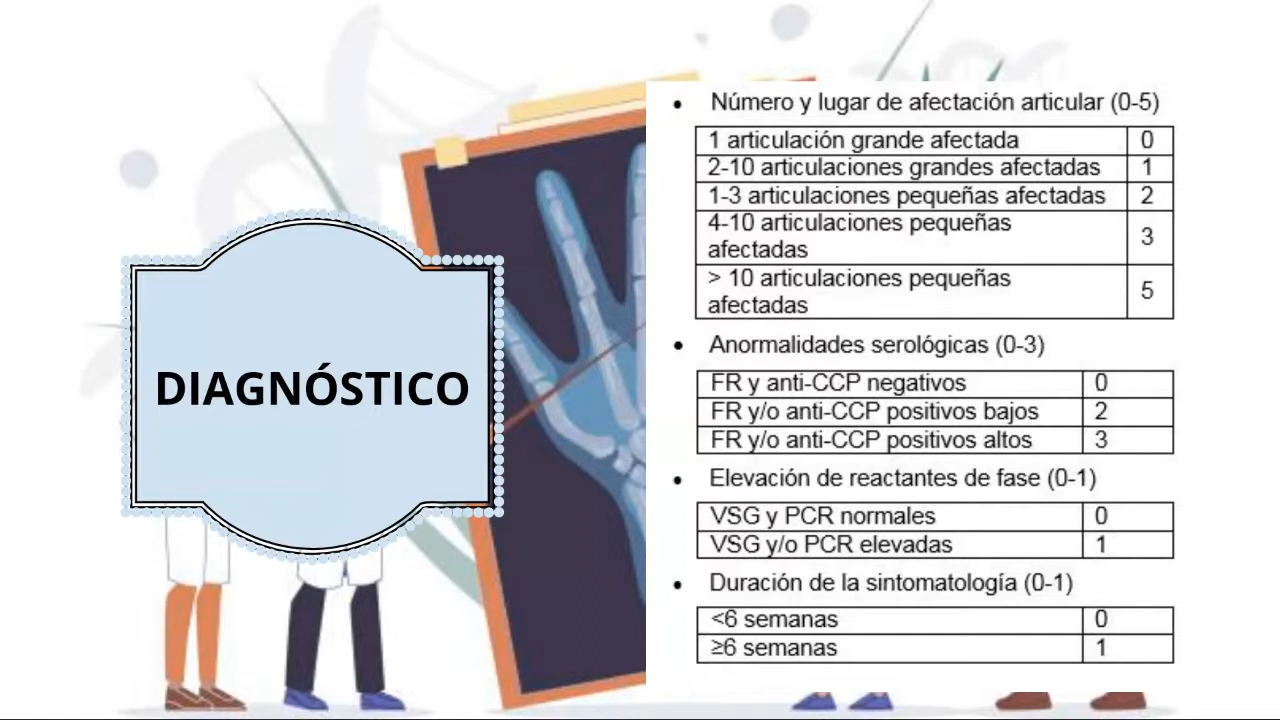 DIAGNÓSTICO
• Número y lugar de afectación articular (0-5)
1 articulación grande afectada 0
2-10 articulaciones grandes afectadas 1
1-3 articulaciones pequeñas afectadas 2
4-10 articulaciones pequeñas
afectadas 3
> 10 articulaciones pequeñas
afectadas 5
• Anormalidades serológicas (0-3)
FR y anti-CCP negativos 0
FR y/o anti-CCP positivos bajos 2
FR y/o anti-CCP positivos altos 3
• Elevación de reactantes de fase (0-1)
VSG y PCR normales 0
VSG y/o PCR elevadas 1
• Duración de la sintomatología (0-1)
<6 semanas 0
≥6 semanas 1